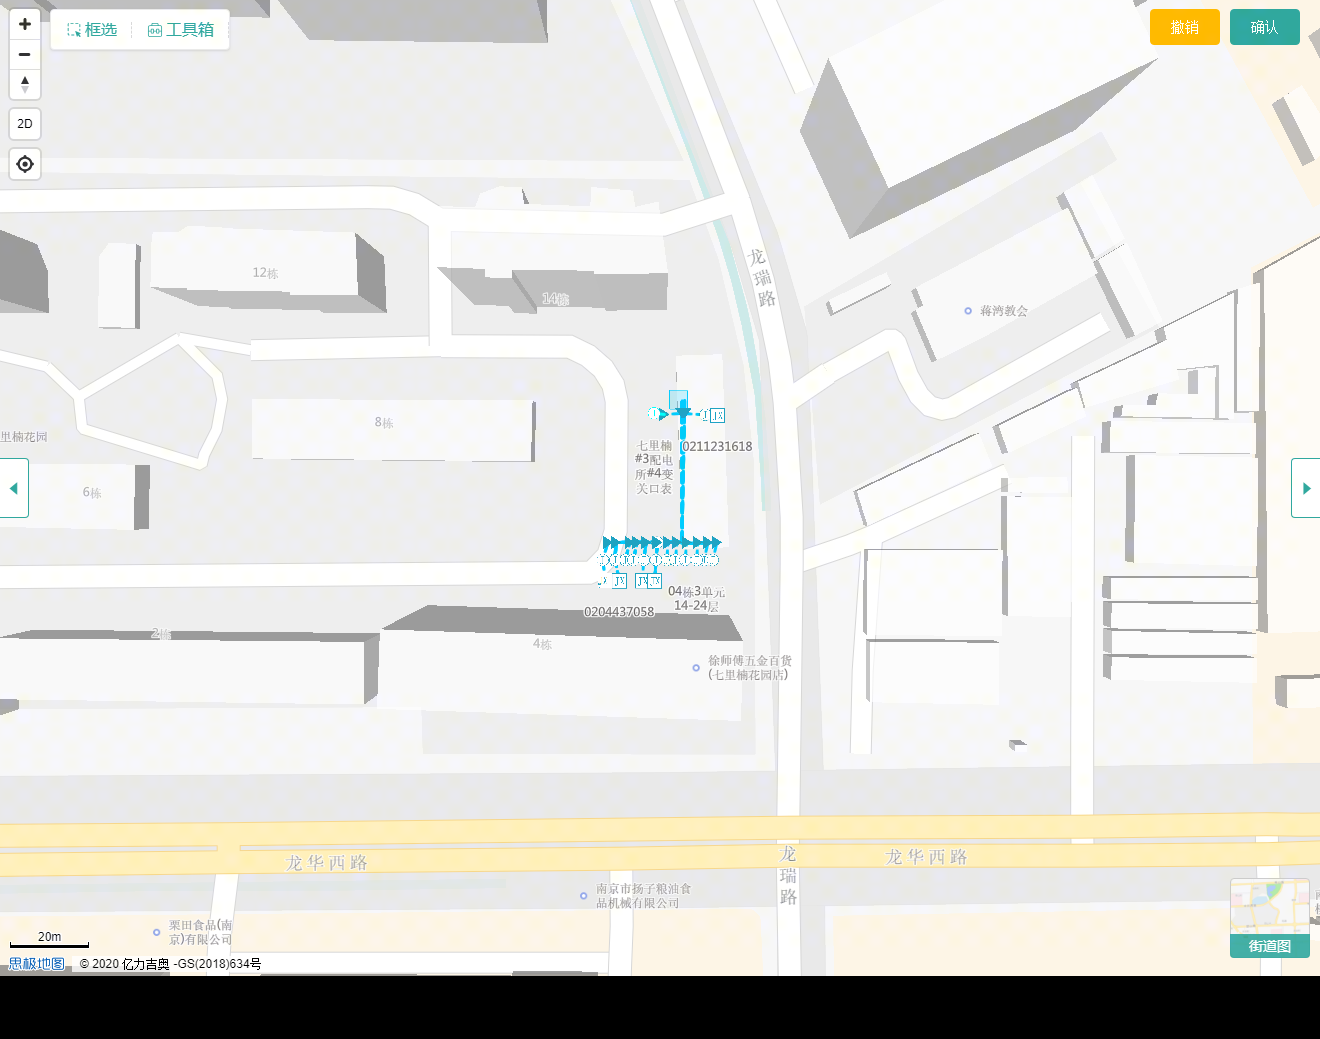 框选
工具箱
撤销
确认
2D
12栋
14栋
龙瑞路
蒋湾教会
8栋
里楠花园
6栋
JX
七里楠
#3配电
所#4变
关口表
0211231618
JX
JX
JX
04栋3单元
14-24层
0204437058
2栋
4栋
徐师傅五金百货
(七里楠花园店)
龙华西路
龙瑞路
龙华西路
南京市扬子粮油食
品机械有限公司
栗田食品(南
京)有限公司
20m
街道图
思极地图
© 2020 亿力吉奥 -GS(2018)634号